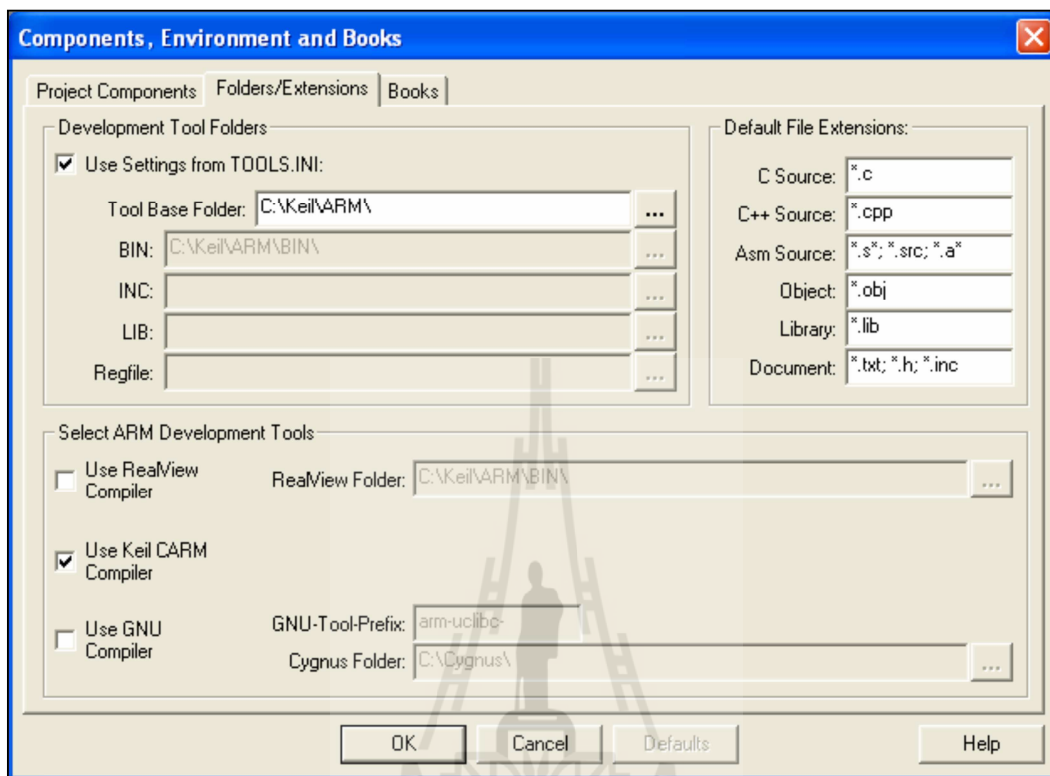 Components, Environment and Books
Project Components Folders/Extensions Books
Development Tool Folders
Use Settings from TOOLS.INI:
Tool Base Folder: C:\Keil\ARM\ ...
BIN: C:\Keil\ARM\BIN\ ...
INC: ...
LIB: ...
Regfile: ...
Default File Extensions:
C Source: *.c
C++ Source: *.cpp
Asm Source: *.s*; *.src; *.a*
Object: *.obj
Library: *.lib
Document: *.txt; *.h; *.inc
Select ARM Development Tools
Use RealView
Compiler
RealView Folder: C:\Keil\ARM\BIN\ ...
Use Keil CARM
Compiler
Use GNU
Compiler
GNU-Tool-Prefix: arm-uclibc-
Cygnus Folder: C:\Cygnus\ ...
OK Cancel Defaults Help